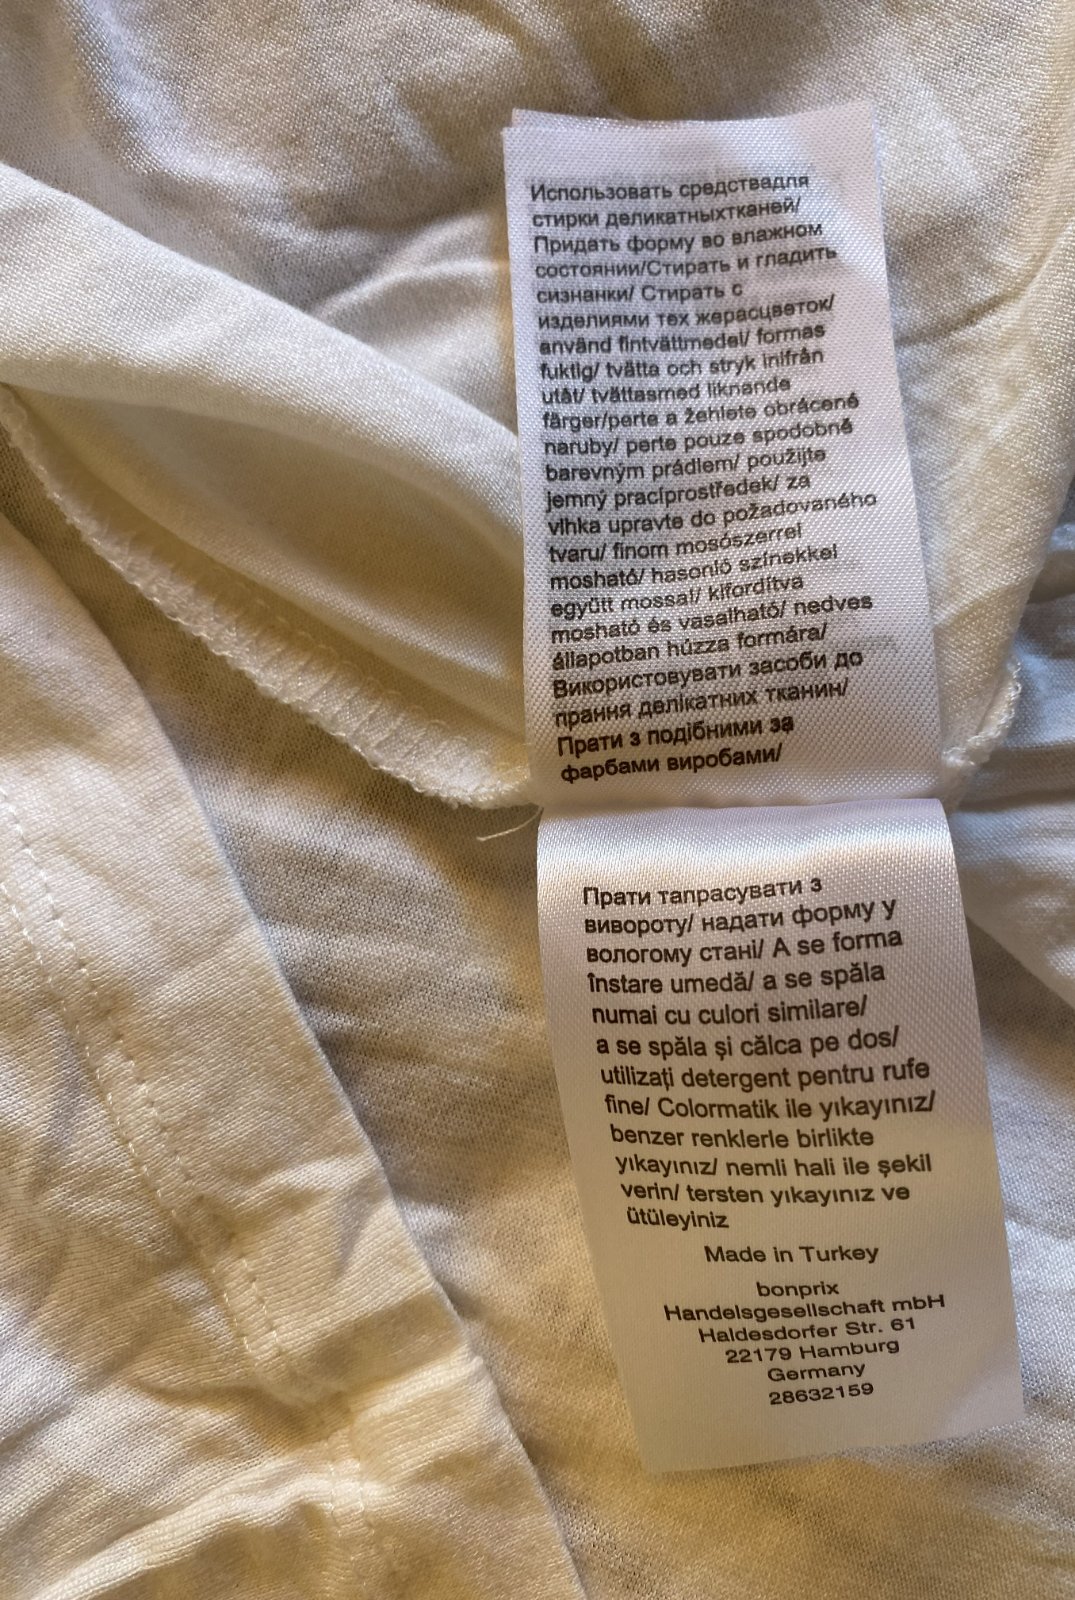 Использовать средствадля
стирки деликатныхтканей/
Придать форму во влажном
состоянии/Стирать и гладить
сизнанки/ Стирать с
изделиями тех жерасцветок/
använd fintvättmedel/ formas
fuktig/ tvätta och stryk inifrån
utåt/ tvättasmed liknande
färger/perte a žehlete obrácené
naruby/ perte pouze spodobně
barevným prádlem/ použijte
jemný pracíprostředek/ za
vlhka upravte do požadovaného
tvaru/ finom mosószerrel
mosható/ hasonló színekkel
együtt mossa!/ kifordítva
mosható és vasalható/ nedves
állapotban húzza formára/
Використовувати засоби до
прання делікатних тканин/
Прати з подібними за
фарбами виробами/
Прати тапрасувати з
вивороту/ надати форму у
вологому стані/ A se forma
înstare umedă/ a se spăla
numai cu culori similare/
a se spăla și călca pe dos/
utilizați detergent pentru rufe
fine/ Colormatik ile yıkayınız/
benzer renklerle birlikte
yıkayınız/ nemli hali ile şekil
verin/ tersten yıkayınız ve
ütüleyiniz
Made in Turkey
bonprix
Handelsgesellschaft mbH
Haldesdorfer Str. 61
22179 Hamburg
Germany
28632159